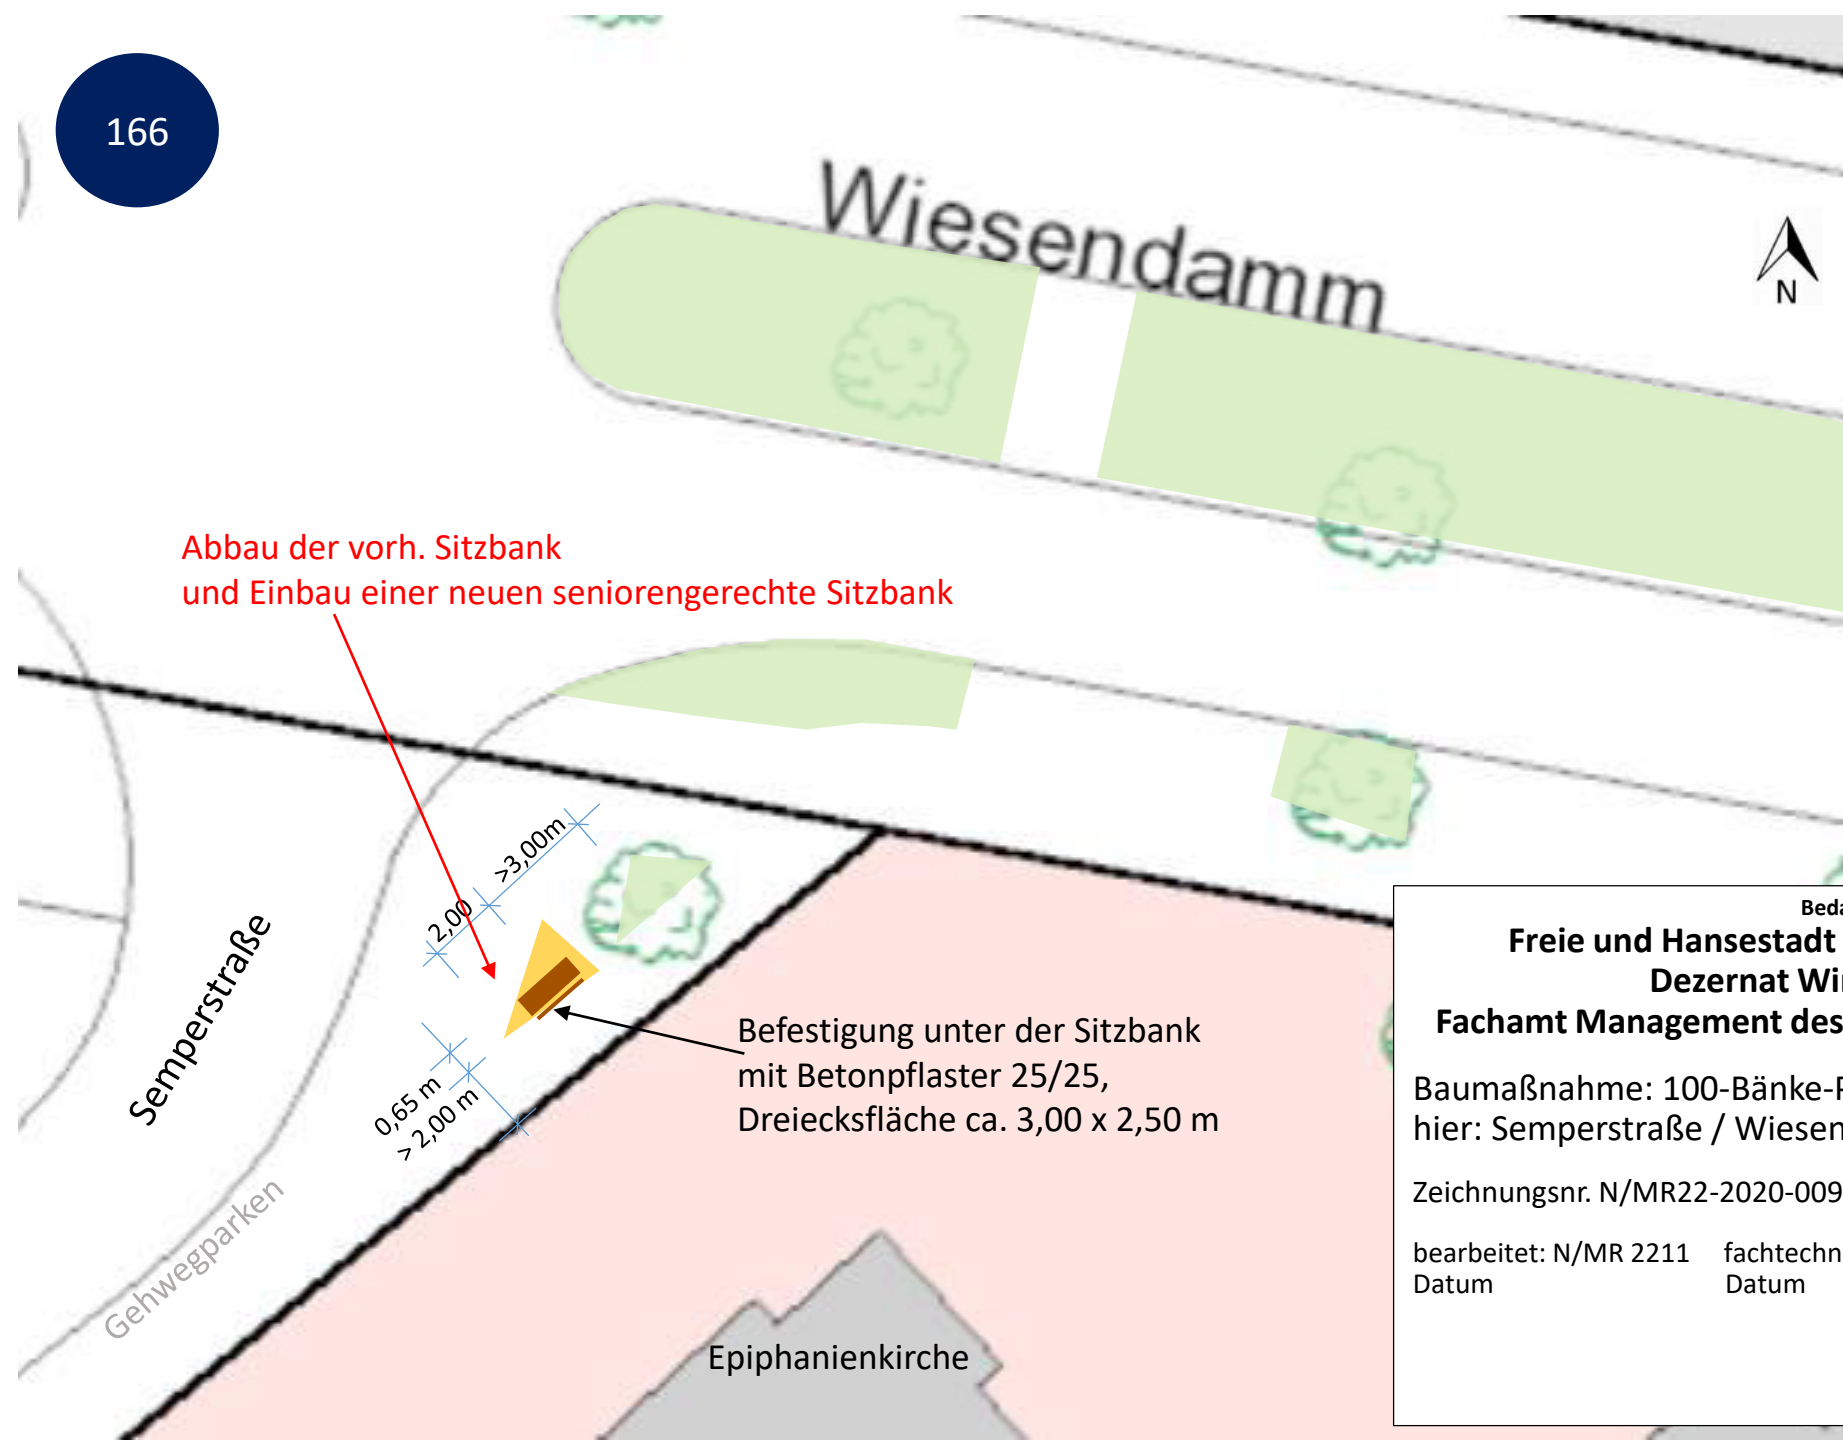 166
Wiesendamm
N
Abbau der vorh. Sitzbank
und Einbau einer neuen seniorengerechte Sitzbank
>3,00m
2,00
Semperstraße
0,65 m
> 2,00 m
Befestigung unter der Sitzbank
mit Betonpflaster 25/25,
Dreiecksfläche ca. 3,00 x 2,50 m
Gehwegparken
Epiphanienkirche
Freie und Hansestadt
Dezernat
Fachamt Management des
Baumaßnahme: 100-Bänke-
hier: Semperstraße /
Zeichnungsnr. N/MR22-2020-009
bearbeitet: N/MR 2211
Datum Datum